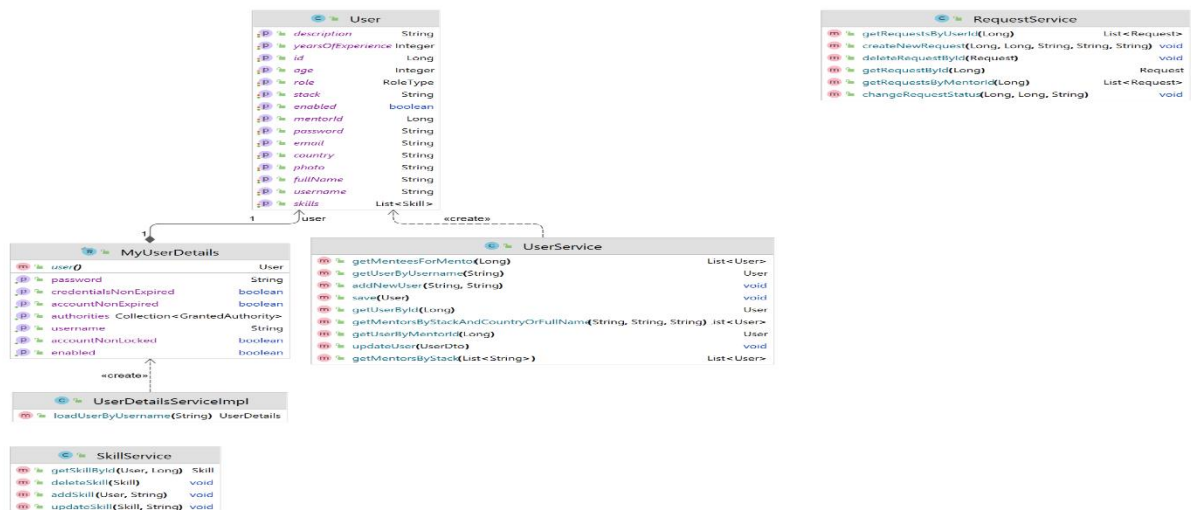 User
description String
yearsOfExperience Integer
id Long
age Integer
role RoleType
stack String
enabled boolean
mentorId Long
password String
email String
country String
photo String
fullName String
username String
skills List<Skill>
RequestService
getRequestsByUserId(Long) List<Request>
createNewRequest(Long, Long, String, String, String) void
deleteRequestById(Request) void
getRequestById(Long) Request
getRequestsByMentorId(Long) List<Request>
changeRequestStatus(Long, Long, String) void
1 user «create»
1
MyUserDetails
user() User
password String
credentialsNonExpired boolean
accountNonExpired boolean
authorities Collection<GrantedAuthority>
username String
accountNonLocked boolean
enabled boolean
UserService
getMenteesForMentor(Long) List<User>
getUserByUsername(String) User
addNewUser(String, String) void
save(User) void
getUserById(Long) User
getMentorsByStackAndCountryOrFullName(String, String, String) .ist<User>
getUserByMentorId(Long) User
updateUser(UserDto) void
getMentorsByStack(List<String>) List<User>
«create»
UserDetailsServiceImpl
loadUserByUsername(String) UserDetails
SkillService
getSkillById(User, Long) Skill
deleteSkill(Skill) void
addSkill(User, String) void
updateSkill(Skill, String) void